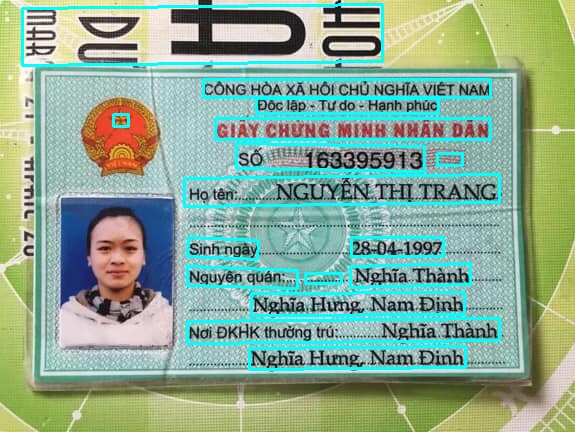 CỘNG HÒA XÃ HỘI CHỦ NGHĨA VIỆT NAM
Độc lập - Tự do - Hạnh phúc
GIẤY CHỨNG MINH NHÂN DÂN
SỐ 163395913
Họ tên: NGUYỄN THỊ TRANG
Sinh ngày 28-04-1997
Nguyên quán: Nghĩa Thành
Nghĩa Hưng, Nam Định
Nơi ĐKHK thường trú: Nghĩa Thành
Nghĩa Hưng, Nam Định
VIỆT NAM